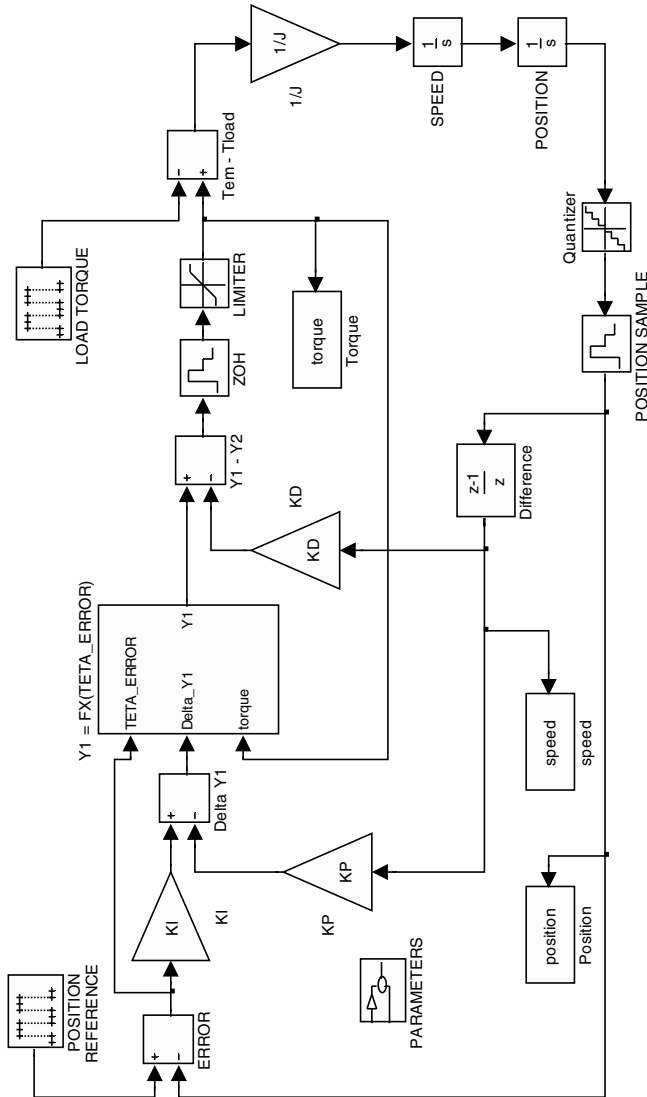 POSITION
REFERENCE
+
-
ERROR
KI
KI
Y1 = FX(TETA_ERROR)
TETA_ERROR
Delta_Y1
torque
Y1
+
-
Delta Y1
KP
KP
PARAMETERS
+
-
Y1 - Y2
KD
KD
ZOH
LIMITER
LOAD TORQUE
-
+
Tem - Tload
torque
Torque
1/J
1/J
1
s
SPEED
1
s
POSITION
Quantizer
POSITION SAMPLE
z-1
z
Difference
speed
speed
position
Position